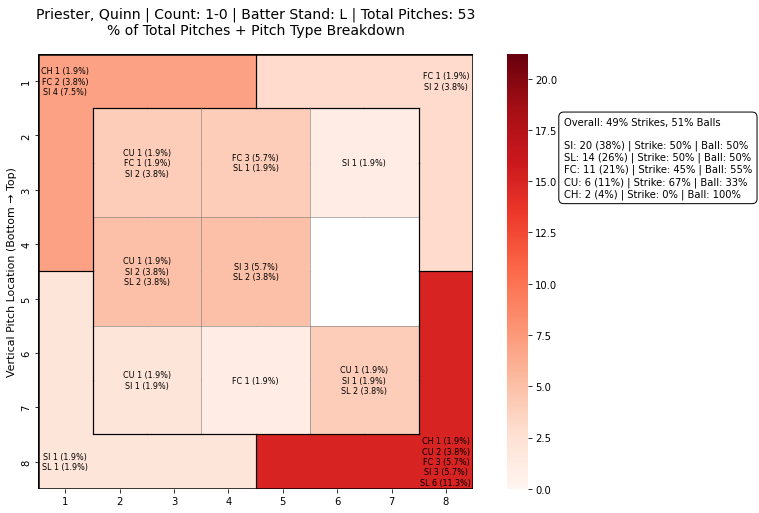 Priester, Quinn | Count: 1-0 | Batter Stand: L | Total Pitches: 53
% of Total Pitches + Pitch Type Breakdown
Vertical Pitch Location (Bottom → Top)
1
2
3
4
5
6
7
8
CH 1 (1.9%)
FC 2 (3.8%)
SI 4 (7.5%)
FC 1 (1.9%)
SI 2 (3.8%)
CU 1 (1.9%)
FC 1 (1.9%)
SI 2 (3.8%)
FC 3 (5.7%)
SL 1 (1.9%)
SI 1 (1.9%)
CU 1 (1.9%)
SI 2 (3.8%)
SL 2 (3.8%)
SI 3 (5.7%)
SL 2 (3.8%)
CU 1 (1.9%)
SI 1 (1.9%)
FC 1 (1.9%)
CU 1 (1.9%)
SI 1 (1.9%)
SL 2 (3.8%)
SI 1 (1.9%)
SL 1 (1.9%)
CH 1 (1.9%)
CU 2 (3.8%)
FC 3 (5.7%)
SI 3 (5.7%)
SL 6 (11.3%)
1
2
3
4
5
6
7
8
20.0
17.5
15.0
12.5
10.0
7.5
5.0
2.5
0.0
Overall: 49% Strikes, 51% Balls
SI: 20 (38%) | Strike: 50% | Ball: 50%
SL: 14 (26%) | Strike: 50% | Ball: 50%
FC: 11 (21%) | Strike: 45% | Ball: 55%
CU: 6 (11%) | Strike: 67% | Ball: 33%
CH: 2 (4%) | Strike: 0% | Ball: 100%